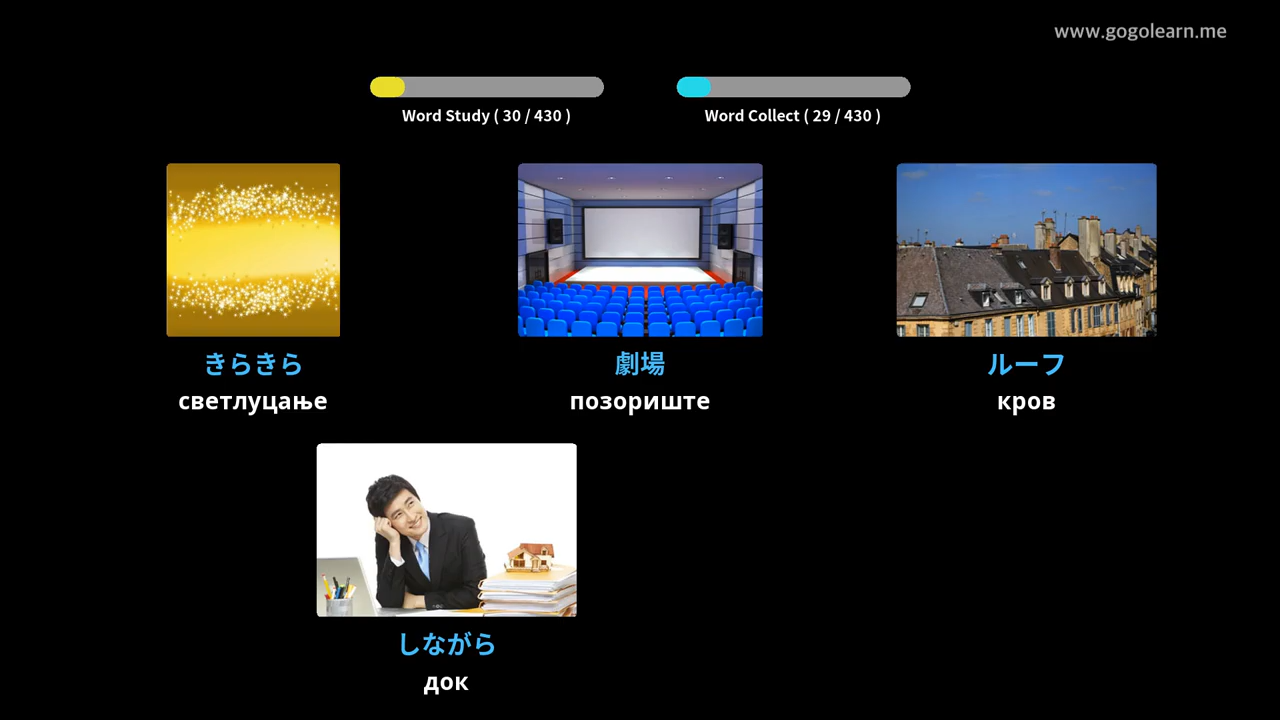 www.gogolearn.me
Word Study ( 30 / 430 )
Word Collect ( 29 / 430 )
きらきら
светлуцање
劇場
позориште
ルーフ
кров
しながら
док